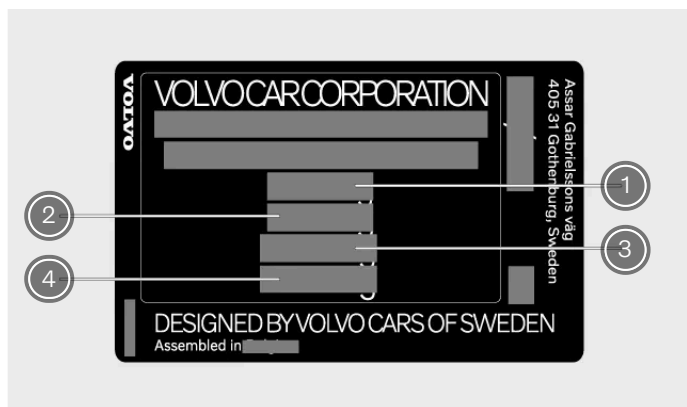 VOLVO
VOLVO CAR CORPORATION
Assar Gabrielssons väg
405 31 Gothenburg, Sweden
1
2
3
4
DESIGNED BY VOLVO CARS OF SWEDEN
Assembled in